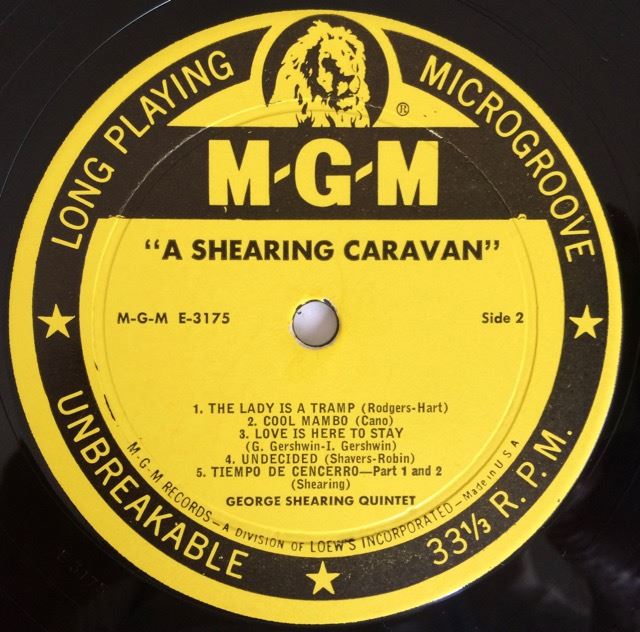 LONG PLAYING
MICROGROOVE
®
M-G-M
"A SHEARING CARAVAN"
M-G-M E-3175
Side 2
1. THE LADY IS A TRAMP (Rodgers-Hart)
2. COOL MAMBO (Cano)
3. LOVE IS HERE TO STAY
(G. Gershwin-I. Gershwin)
4. UNDECIDED (Shavers-Robin)
5. TIEMPO DE CENCERRO—Part 1 and 2
(Shearing)
GEORGE SHEARING QUINTET
M-G-M RECORDS—A DIVISION OF LOEW'S INCORPORATED—Made in U S A
UNBREAKABLE
33⅓ R. P. M.
E 3175